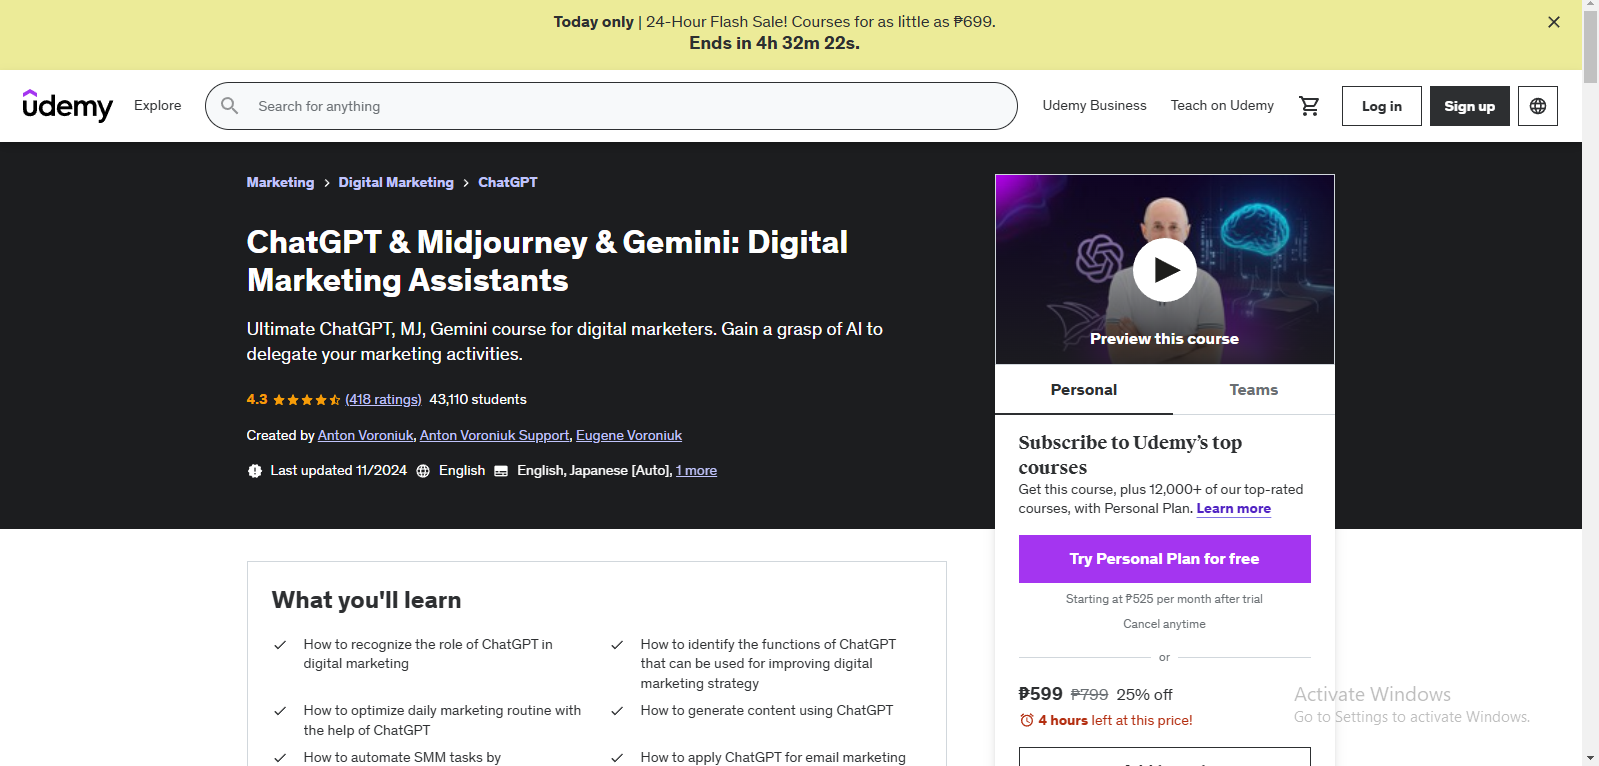 Today only | 24-Hour Flash Sale! Courses for as little as ₱699.
Ends in 4h 32m 22s.
udemy
Explore
Search for anything
Udemy Business
Teach on Udemy
Log in
Sign up
Marketing > Digital Marketing > ChatGPT
ChatGPT & Midjourney & Gemini: Digital
Marketing Assistants
Ultimate ChatGPT, MJ, Gemini course for digital marketers. Gain a grasp of AI to
delegate your marketing activities.
4.3 (418 ratings) 43,110 students
Created by Anton Voroniuk, Anton Voroniuk Support, Eugene Voroniuk
Last updated 11/2024 English English, Japanese [Auto], 1 more
Preview this course
Personal
Teams
Subscribe to Udemy's top
courses
Get this course, plus 12,000+ of our top-rated
courses, with Personal Plan. Learn more
Try Personal Plan for free
Starting at ₱525 per month after trial
Cancel anytime
or
₱599 ₱799 25% off
4 hours left at this price!
What you'll learn
How to recognize the role of ChatGPT in
digital marketing
How to identify the functions of ChatGPT
that can be used for improving digital
marketing strategy
How to optimize daily marketing routine with
the help of ChatGPT
How to generate content using ChatGPT
How to automate SMM tasks by
How to apply ChatGPT for email marketing
Activate Windows
Go to Settings to activate Windows.